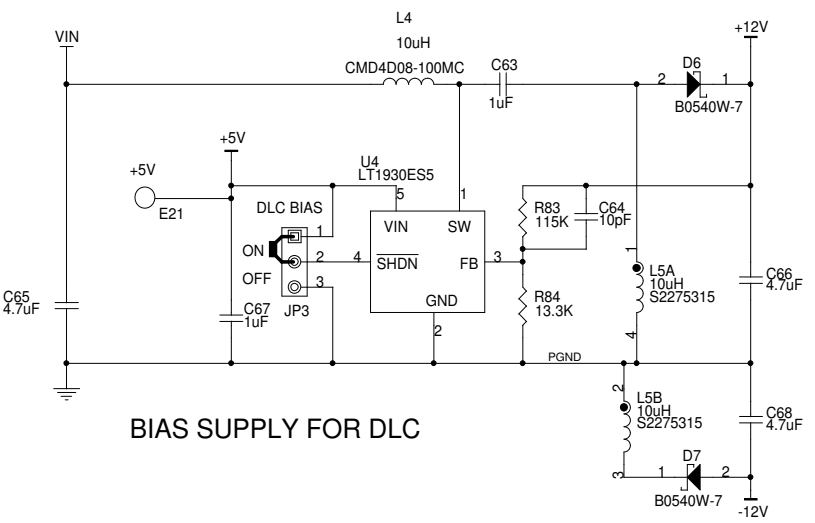 L4
10uH
CMD4D08-100MC
VIN
C63
1uF
+12V
D6
2
1
B0540W-7
+5V
+5V
E21
U4
LT1930ES5
5
1
DLC BIAS
VIN
SW
R83
115K
C64
10pF
1
ON
2
4
SHDN
FB
3
OFF
3
JP3
GND
2
R84
13.3K
1
L5A
10uH
S2275315
4
C66
4.7uF
C65
4.7uF
C67
1uF
PGND
BIAS SUPPLY FOR DLC
2
L5B
10uH
S2275315
3
C68
4.7uF
D7
1
2
B0540W-7
-12V